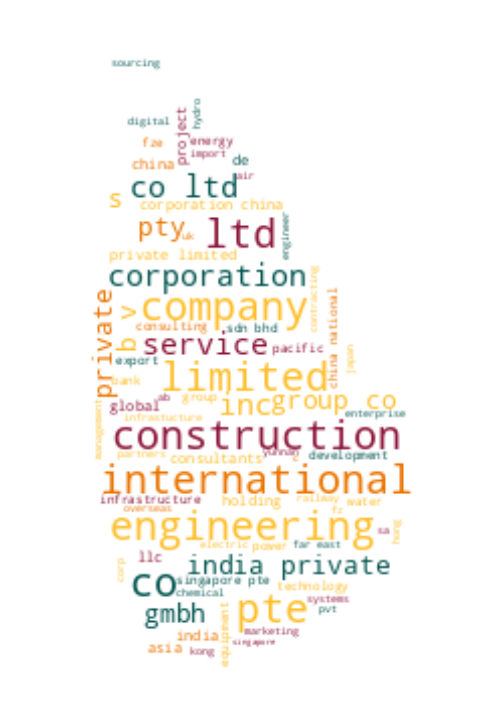 sourcing
hydro
digital
project
fze
energy
import
china
de
air
co ltd
s
corporation china
pty
uk
ltd
engineer
private limited
corporation
contracting
private
b v
company
china national
consulting
sdn bhd
service
pacific
japan
export
bank
limited
ab
global
group
inc
group co
infrastucture
enterprise
management
construction
partners
consultants
yunnan
development
international
infrastructure
holding
railway
water
overseas
fz
engineering
sa
hong
electric
power
far east
llc
india private
corp
co
singapore pte
chemical
technology
systems
pvt
gmbh
pte
equipment
marketing
india
singapore
asia
kong